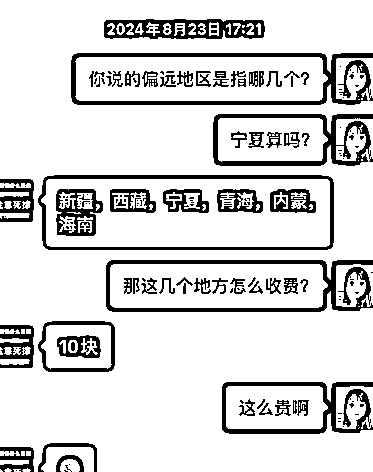 2024年8月23日 17:21
你说的偏远地区是指哪几个？
宁夏算吗？
新疆，西藏，宁夏，青海，内蒙，
海南
那这几个地方怎么收费？
10块
这么贵啊